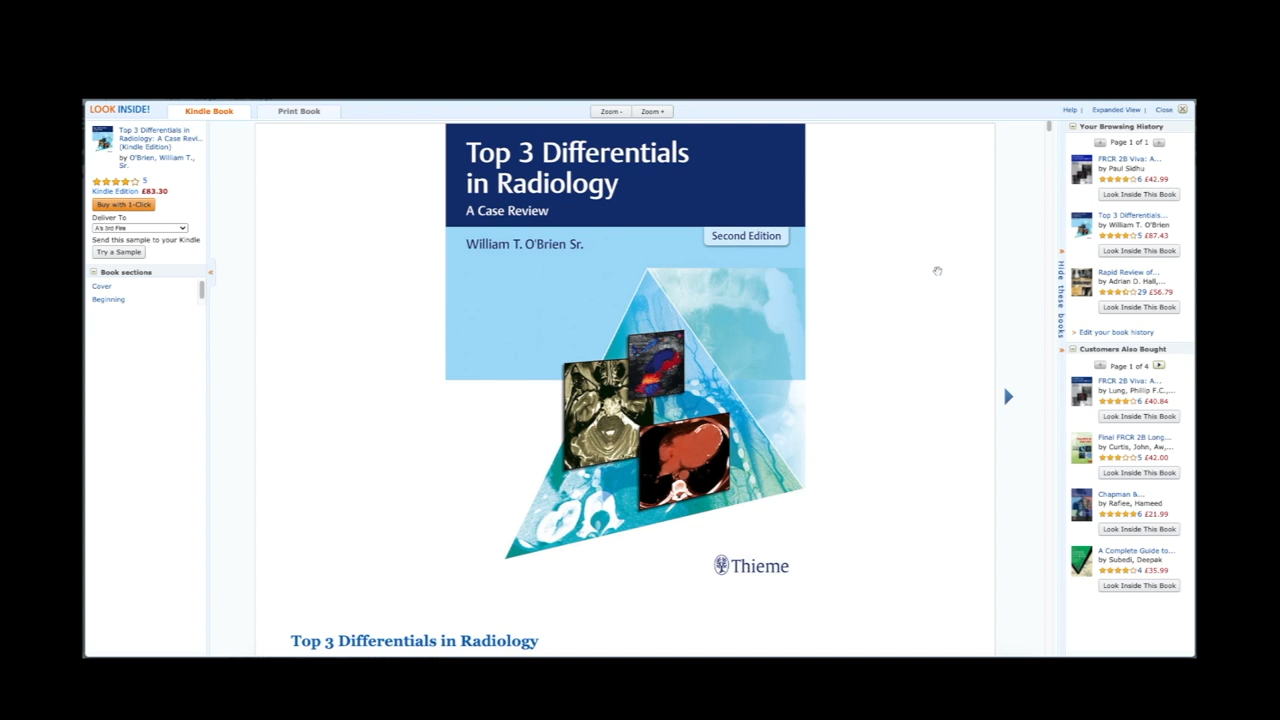 LOOK INSIDE!
Kindle Book
Print Book
Zoom -
Zoom +
Help |
Expanded View |
Close
Top 3 Differentials in
Radiology: A Case Revi...
(Kindle Edition)
by O'Brien, William T.,
Sr.
5
Kindle Edition £83.30
Buy with 1-Click
Deliver To
Send this sample to your Kindle
Try a Sample
Book sections
Cover
Beginning
Top 3 Differentials
in Radiology
A Case Review
Second Edition
William T. O'Brien Sr.
Thieme
Top 3 Differentials in Radiology
Hide these books
Your Browsing History
Page 1 of 1
FRCR 2B Viva: A...
by Paul Sidhu
6 £42.99
Look Inside This Book
Top 3 Differentials...
by William T. O'Brien
5 £87.43
Look Inside This Book
Rapid Review of...
by Adrian D. Hall,...
29 £56.79
Look Inside This Book
> Edit your book history
Customers Also Bought
Page 1 of 4
FRCR 2B Viva: A...
by Lung, Phillip F.C.,...
6 £40.84
Look Inside This Book
Final FRCR 2B Long...
by Curtis, John, Aw,...
5 £42.00
Look Inside This Book
Chapman &...
by Rafiee, Hameed
6 £21.99
Look Inside This Book
A Complete Guide to...
by Subedi, Deepak
4 £35.99
Look Inside This Book